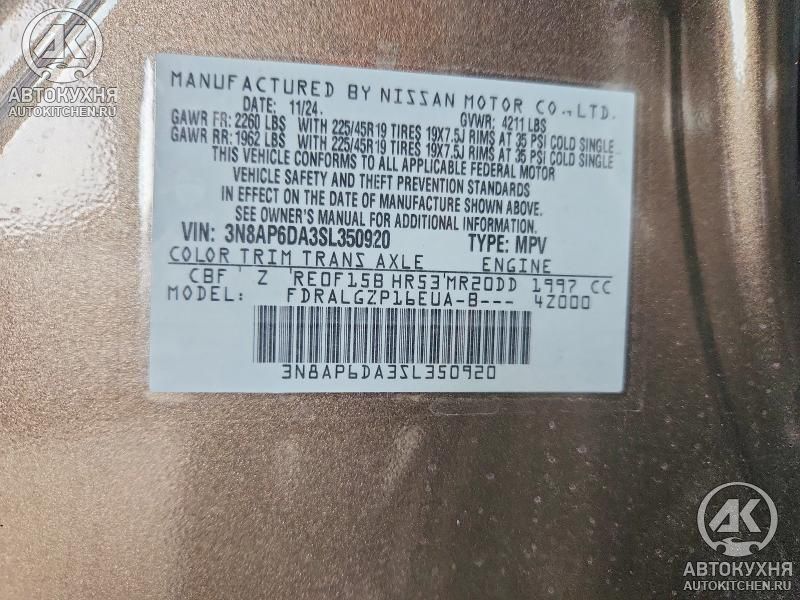 AK
АВТОКУХНЯ
AUTOKITCHEN.RU
MANUFACTURED BY NISSAN MOTOR CO., LTD.
DATE: 11/24. GVWR: 4211 LBS
GAWR FR: 2260 LBS WITH 225/45R19 TIRES 19X7.5J RIMS AT 35 PSI COLD SINGLE
GAWR RR: 1962 LBS WITH 225/45R19 TIRES 19X7.5J RIMS AT 35 PSI COLD SINGLE
THIS VEHICLE CONFORMS TO ALL APPLICABLE FEDERAL MOTOR
VEHICLE SAFETY AND THEFT PREVENTION STANDARDS
IN EFFECT ON THE DATE OF MANUFACTURE SHOWN ABOVE.
SEE OWNER'S MANUAL FOR ADDITIONAL INFORMATION.
VIN: 3N8AP6DA3SL350920 TYPE: MPV
COLOR TRIM TRANS AXLE ENGINE
CBF Z RE0F15B HR53 MR20DD 1997 CC
MODEL: FDRALGZP16EUA-B--- 4Z000
3N8AP6DA3SL350920
AK
АВТОКУХНЯ
AUTOKITCHEN.RU